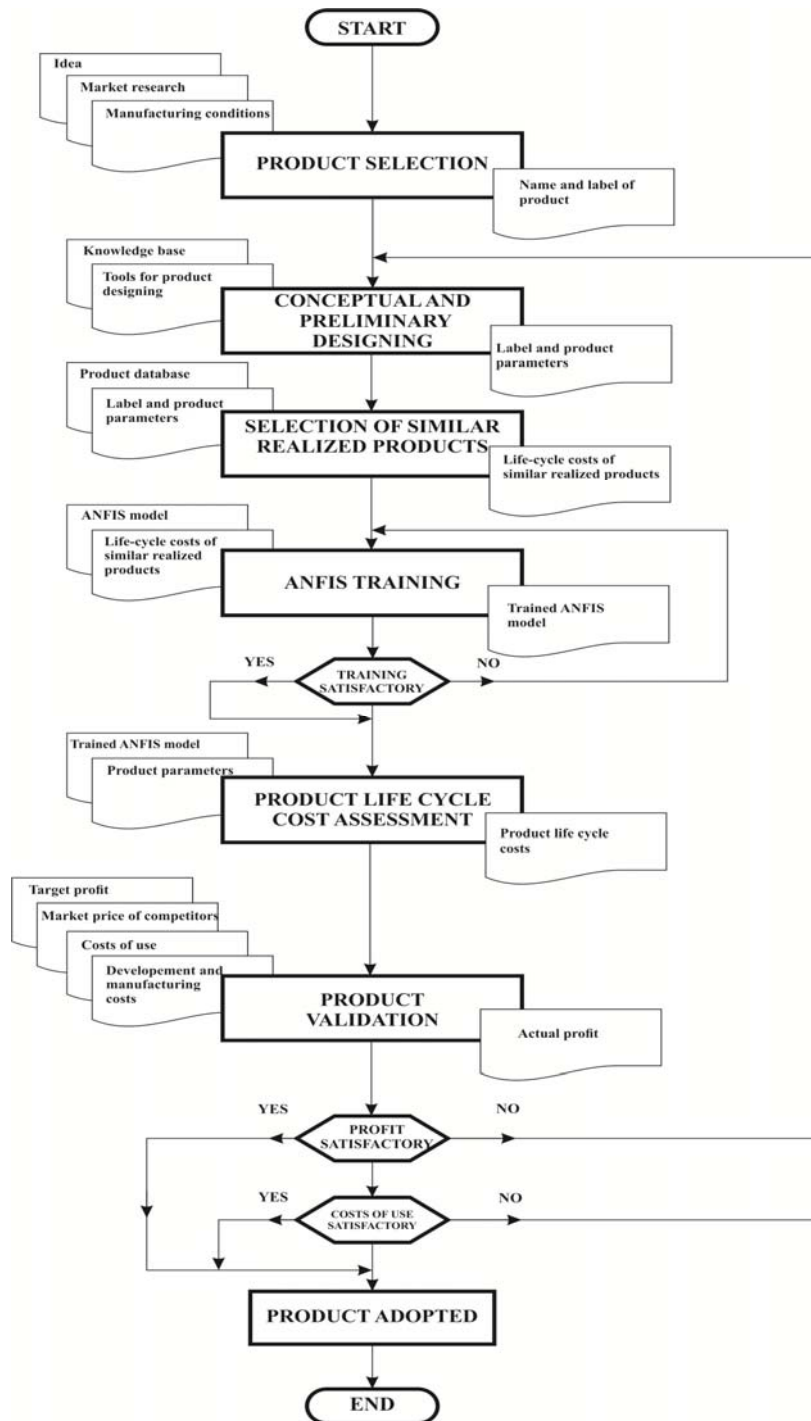 START
Idea
Market research
Manufacturing conditions
PRODUCT SELECTION
Name and label of
product
Knowledge base
Tools for product
designing
CONCEPTUAL AND
PRELIMINARY
DESIGNING
Label and product
parameters
Product database
Label and product
parameters
SELECTION OF SIMILAR
REALIZED PRODUCTS
Life-cycle costs of
similar realized products
ANFIS model
Life-cycle costs of
similar realized
products
ANFIS TRAINING
Trained ANFIS
model
YES
NO
TRAINING
SATISFACTORY
Trained ANFIS model
Product parameters
PRODUCT LIFE CYCLE
COST ASSESSMENT
Product life cycle
costs
Target profit
Market price of competitors
Costs of use
Developement and
manufacturing
costs
PRODUCT
VALIDATION
Actual profit
YES
NO
PROFIT
SATISFACTORY
YES
NO
COSTS OF USE
SATISFACTORY
PRODUCT ADOPTED
END